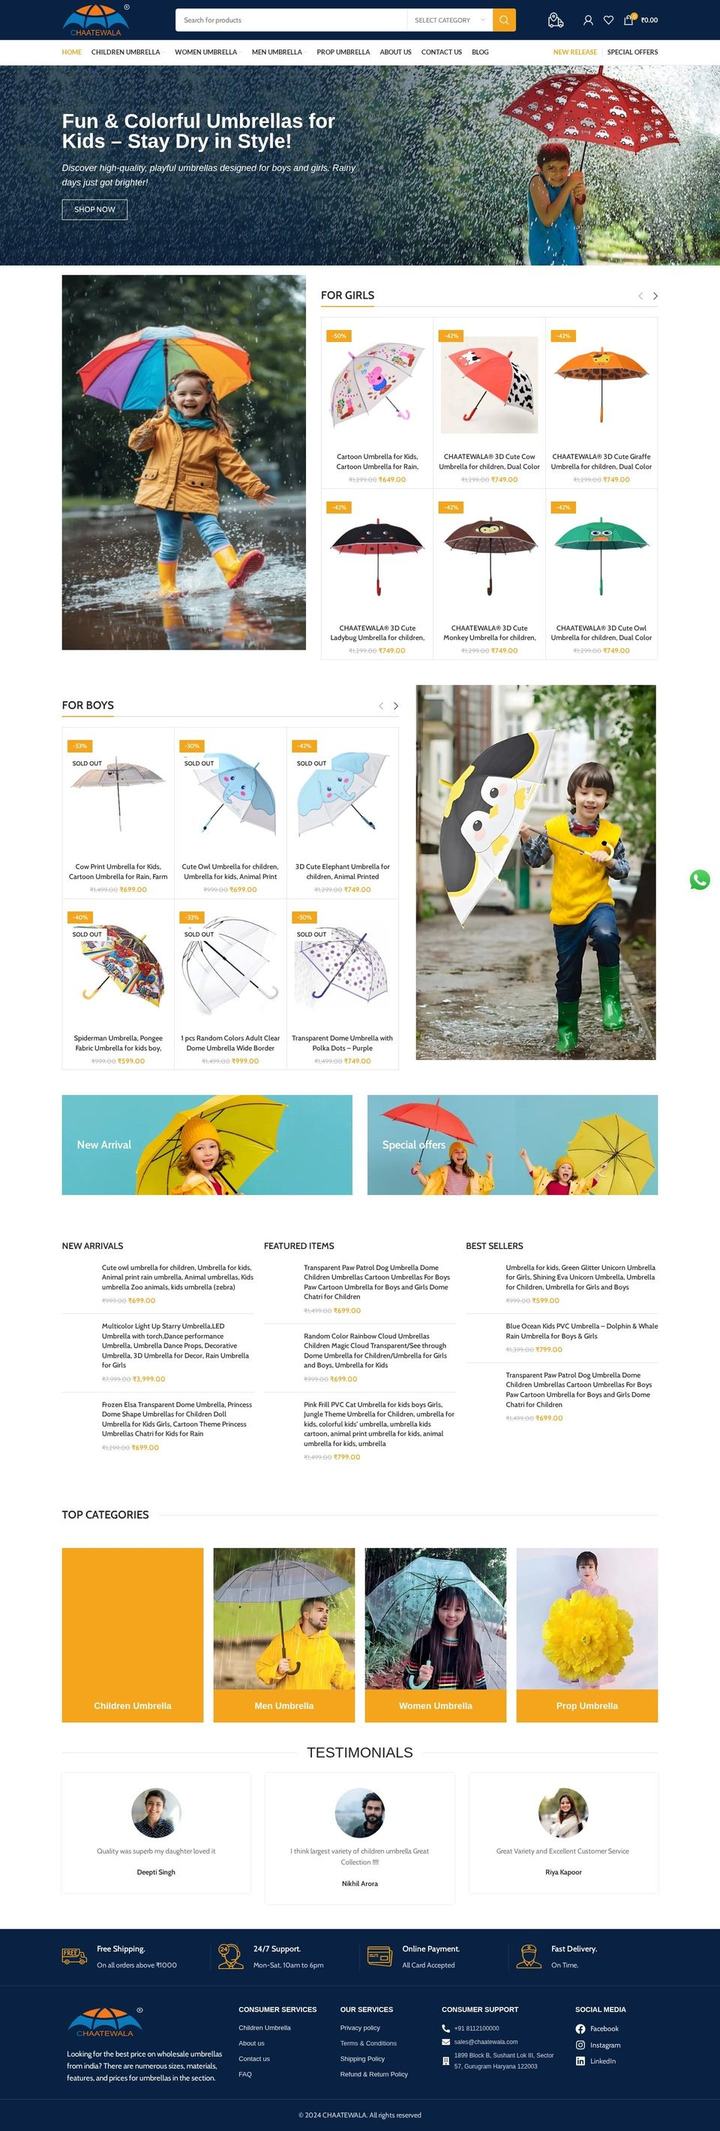 CHAATEWALA
Search for products
SELECT CATEGORY
₹0.00
HOME CHILDREN UMBRELLA WOMEN UMBRELLA MEN UMBRELLA PROP UMBRELLA ABOUT US CONTACT US BLOG NEW RELEASE SPECIAL OFFERS
Fun & Colorful Umbrellas for
Kids – Stay Dry in Style!
Discover high-quality, playful umbrellas designed for boys and girls. Rainy
days just got brighter!
SHOP NOW
FOR GIRLS
-50%
Cartoon Umbrella for Kids,
Cartoon Umbrella for Rain,
₹1,299.00 ₹649.00
-42%
CHAATEWALA® 3D Cute Cow
Umbrella for children, Dual Color
₹1,299.00 ₹749.00
-42%
CHAATEWALA® 3D Cute Giraffe
Umbrella for children, Dual Color
₹1,299.00 ₹749.00
-42%
CHAATEWALA® 3D Cute
Ladybug Umbrella for children,
₹1,299.00 ₹749.00
-42%
CHAATEWALA® 3D Cute
Monkey Umbrella for children,
₹1,299.00 ₹749.00
-42%
CHAATEWALA® 3D Cute Owl
Umbrella for children, Dual Color
₹1,299.00 ₹749.00
FOR BOYS
-53%
SOLD OUT
Cow Print Umbrella for Kids,
Cartoon Umbrella for Rain, Farm
₹1,499.00 ₹699.00
-30%
SOLD OUT
Cute Owl Umbrella for children,
Umbrella for kids, Animal Print
₹999.00 ₹699.00
-42%
SOLD OUT
3D Cute Elephant Umbrella for
children, Animal Printed
₹1,299.00 ₹749.00
-40%
SOLD OUT
Spiderman Umbrella, Pongee
Fabric Umbrella for kids boy,
₹999.00 ₹599.00
-33%
SOLD OUT
1 pcs Random Colors Adult Clear
Dome Umbrella Wide Border
₹1,499.00 ₹999.00
-50%
SOLD OUT
Transparent Dome Umbrella with
Polka Dots – Purple
₹1,499.00 ₹749.00
New Arrival
Special offers
NEW ARRIVALS
Cute owl umbrella for children, Umbrella for kids,
Animal print rain umbrella, Animal umbrellas, Kids
umbrella Zoo animals, kids umbrella (zebra)
₹999.00 ₹699.00
Multicolor Light Up Starry Umbrella,LED
Umbrella with torch,Dance performance
Umbrella, Umbrella Dance Props, Decorative
Umbrella, 3D Umbrella for Decor, Rain Umbrella
for Girls
₹7,999.00 ₹3,999.00
Frozen Elsa Transparent Dome Umbrella, Princess
Dome Shape Umbrellas for Children Doll
Umbrella for Kids Girls, Cartoon Theme Princess
Umbrellas Chatri for Kids for Rain
₹1,299.00 ₹699.00
FEATURED ITEMS
Transparent Paw Patrol Dog Umbrella Dome
Children Umbrellas Cartoon Umbrellas For Boys
Paw Cartoon Umbrella for Boys and Girls Dome
Chatri for Children
₹1,499.00 ₹699.00
Random Color Rainbow Cloud Umbrellas
Children Magic Cloud Transparent/See through
Dome Umbrella for Children/Umbrella for Girls
and Boys, Umbrella for Kids
₹999.00 ₹699.00
Pink Frill PVC Cat Umbrella for kids boys Girls,
Jungle Theme Umbrella for Children, umbrella for
kids, colorful kids' umbrella, umbrella kids
cartoon, animal print umbrella for kids, animal
umbrella for kids, umbrella
₹1,499.00 ₹799.00
BEST SELLERS
Umbrella for kids, Green Glitter Unicorn Umbrella
for Girls, Shining Eva Unicorn Umbrella, Umbrella
for Children, Umbrella for Girls and Boys
₹999.00 ₹599.00
Blue Ocean Kids PVC Umbrella – Dolphin & Whale
Rain Umbrella for Boys & Girls
₹1,399.00 ₹799.00
Transparent Paw Patrol Dog Umbrella Dome
Children Umbrellas Cartoon Umbrellas For Boys
Paw Cartoon Umbrella for Boys and Girls Dome
Chatri for Children
₹1,499.00 ₹699.00
TOP CATEGORIES
Children Umbrella
Men Umbrella
Women Umbrella
Prop Umbrella
TESTIMONIALS
Quality was superb my daughter loved it
Deepti Singh
I think largest variety of children umbrella Great
Collection !!!!
Nikhil Arora
Great Variety and Excellent Customer Service
Riya Kapoor
FREE
Free Shipping.
On all orders above ₹1000
24
24/7 Support.
Mon-Sat, 10am to 6pm
Online Payment.
All Card Accepted
Fast Delivery.
On Time.
CHAATEWALA
Looking for the best price on wholesale umbrellas
from india? There are numerous sizes, materials,
features, and prices for umbrellas in the section.
CONSUMER SERVICES
Children Umbrella
About us
Contact us
FAQ
OUR SERVICES
Privacy policy
Terms & Conditions
Shipping Policy
Refund & Return Policy
CONSUMER SUPPORT
+91 8112100000
sales@chaatewala.com
1899 Block B, Sushant Lok III, Sector
57, Gurugram Haryana 122003
SOCIAL MEDIA
Facebook
Instagram
LinkedIn
© 2024 CHAATEWALA. All rights reserved